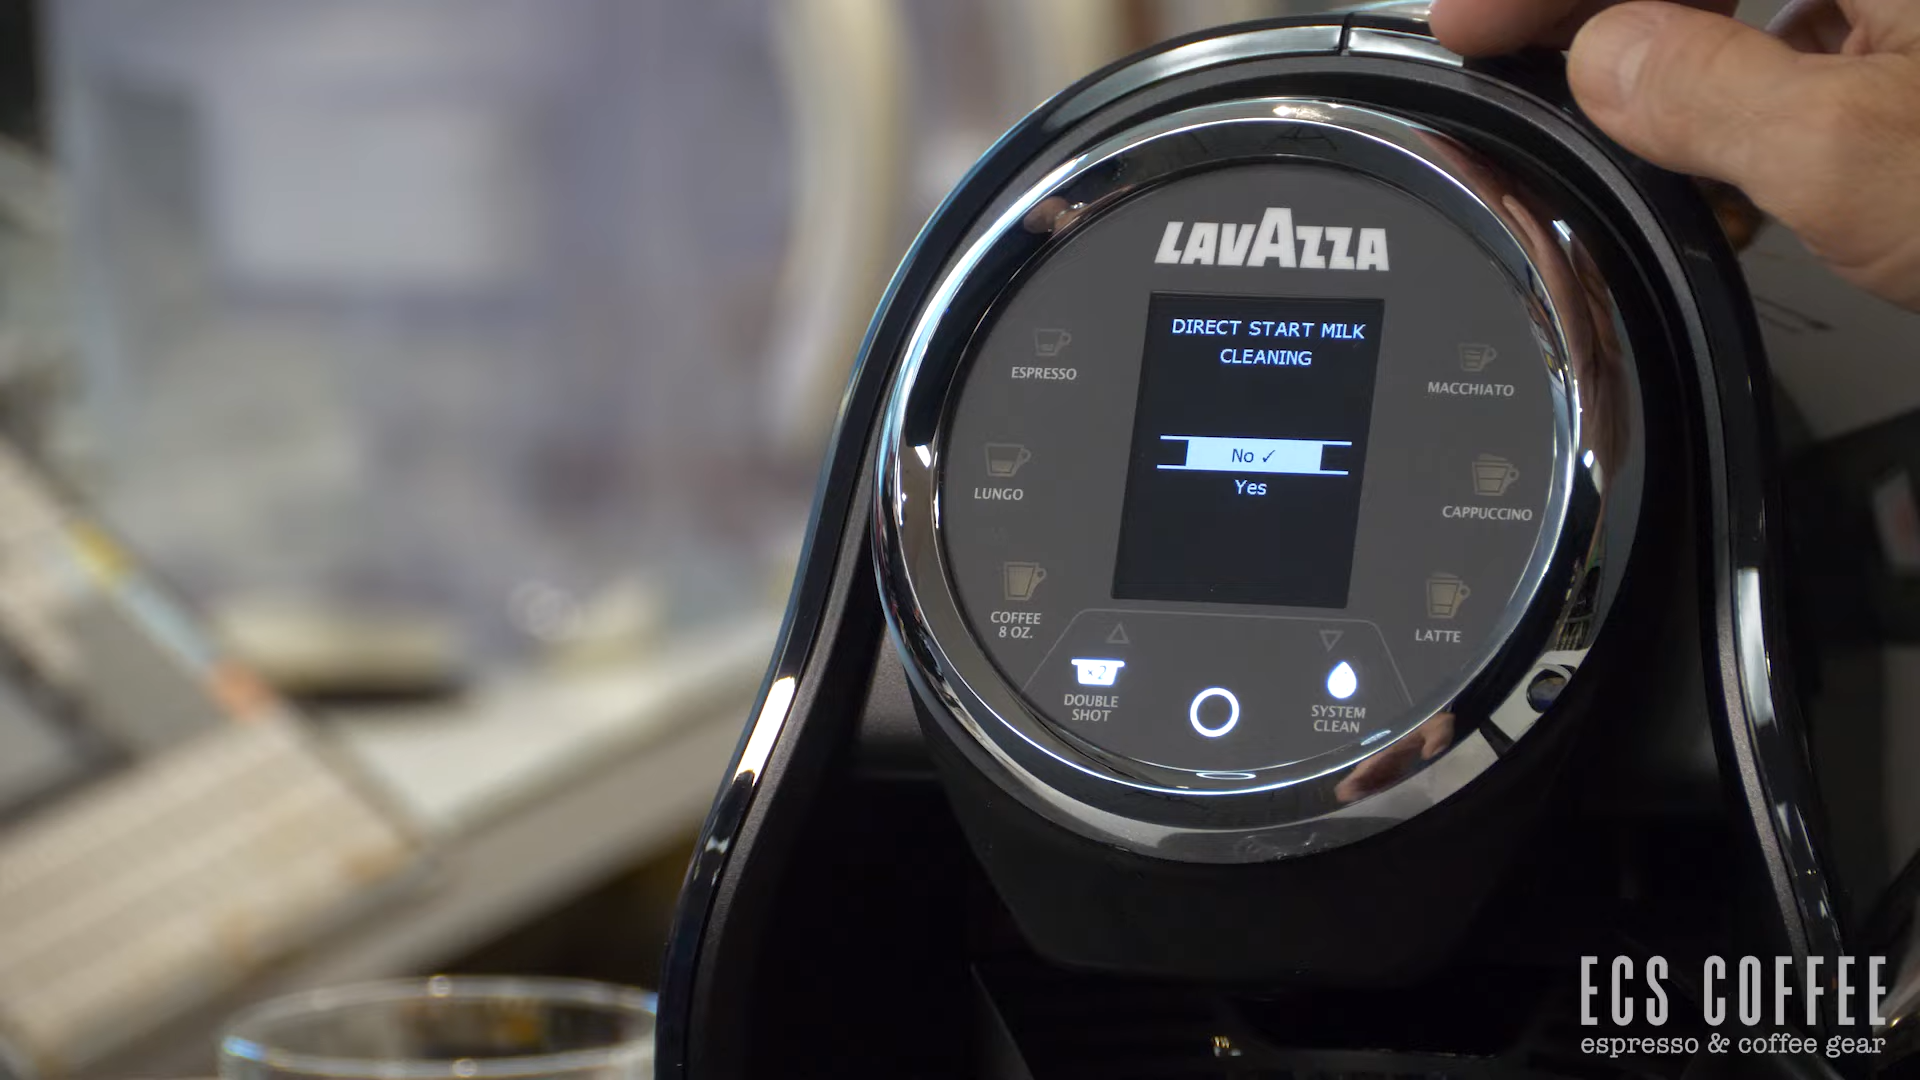 LAVAZZA
DIRECT START MILK
CLEANING
No ✓
Yes
ESPRESSO
LUNGO
COFFEE
8 OZ.
MACCHIATO
CAPPUCCINO
LATTE
x2
DOUBLE
SHOT
SYSTEM
CLEAN
ECS COFFEE
espresso & coffee gear